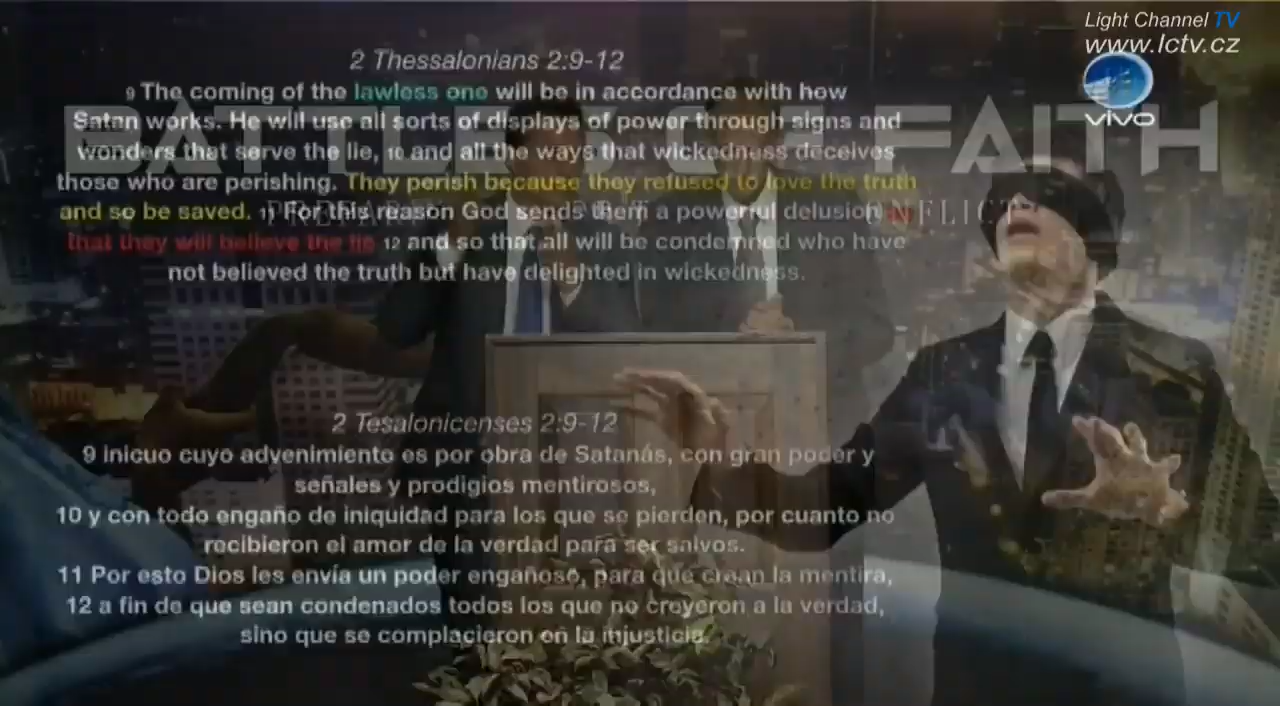 Light Channel TV
www.lctv.cz
vivo
BATTLES OF FAITH
2 Thessalonians 2:9-12
9 The coming of the lawless one will be in accordance with how
Satan works. He will use all sorts of displays of power through signs and
wonders that serve the lie, 10 and all the ways that wickedness deceives
those who are perishing. They perish because they refused to love the truth
and so be saved. 11 For this reason God sends them a powerful delusion so
that they will believe the lie 12 and so that all will be condemned who have
not believed the truth but have delighted in wickedness.
2 Tesalonicenses 2:9-12
9 inicuo cuyo advenimiento es por obra de Satanás, con gran poder y
señales y prodigios mentirosos,
10 y con todo engaño de iniquidad para los que se pierden, por cuanto no
recibieron el amor de la verdad para ser salvos.
11 Por esto Dios les envía un poder engañoso, para que crean la mentira,
12 a fin de que sean condenados todos los que no creyeron a la verdad,
sino que se complacieron en la injusticia.